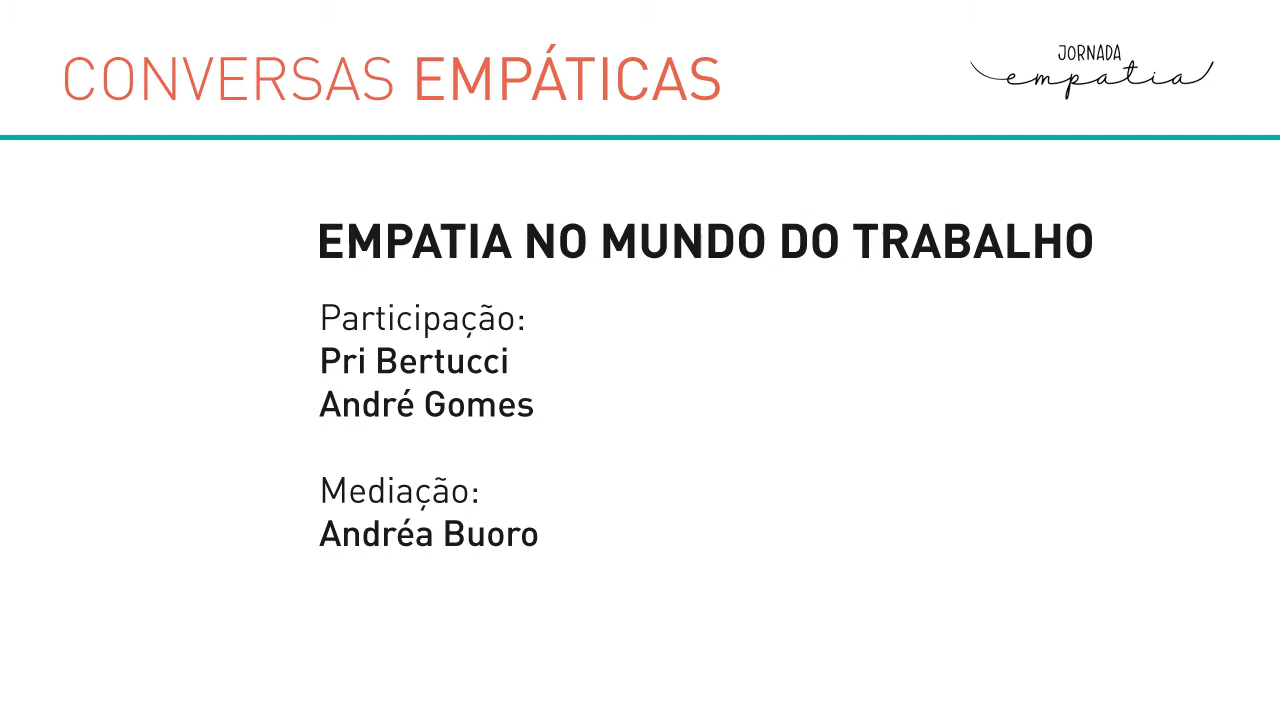 CONVERSAS EMPÁTICAS
JORNADA
empatia
EMPATIA NO MUNDO DO TRABALHO
Participação:
Pri Bertucci
André Gomes
Mediação:
Andréa Buoro